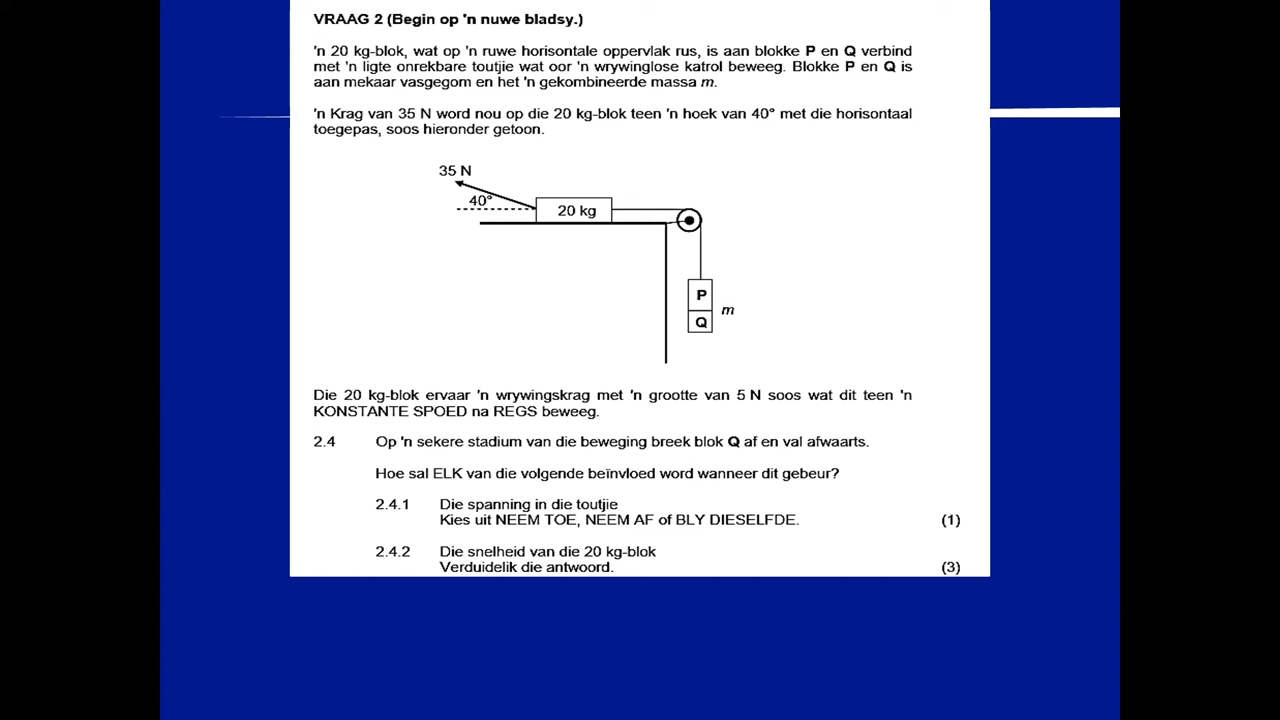 VRAAG 2 (Begin op 'n nuwe bladsy.)
'n 20 kg-blok, wat op 'n ruwe horisontale oppervlak rus, is aan blokke P en Q verbind
met 'n ligte onrekbare toutjie wat oor 'n wrywinglose katrol beweeg. Blokke P en Q is
aan mekaar vasgegom en het 'n gekombineerde massa m.
'n Krag van 35 N word nou op die 20 kg-blok teen 'n hoek van 40° met die horisontaal
toegepas, soos hieronder getoon.
35 N
40°
20 kg
P
Q
m
Die 20 kg-blok ervaar 'n wrywingskrag met 'n grootte van 5 N soos wat dit teen 'n
KONSTANTE SPOED na REGS beweeg.
2.4 Op 'n sekere stadium van die beweging breek blok Q af en val afwaarts.
Hoe sal ELK van die volgende beïnvloed word wanneer dit gebeur?
2.4.1 Die spanning in die toutjie
Kies uit NEEM TOE, NEEM AF of BLY DIESELFDE. (1)
2.4.2 Die snelheid van die 20 kg-blok
Verduidelik die antwoord. (3)